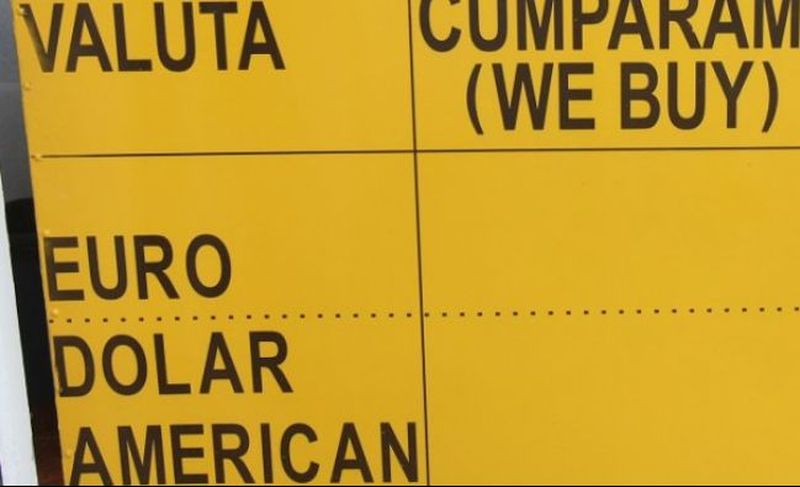 VALUTA
CUMPARAM
(WE BUY)
EURO
DOLAR
AMERICAN